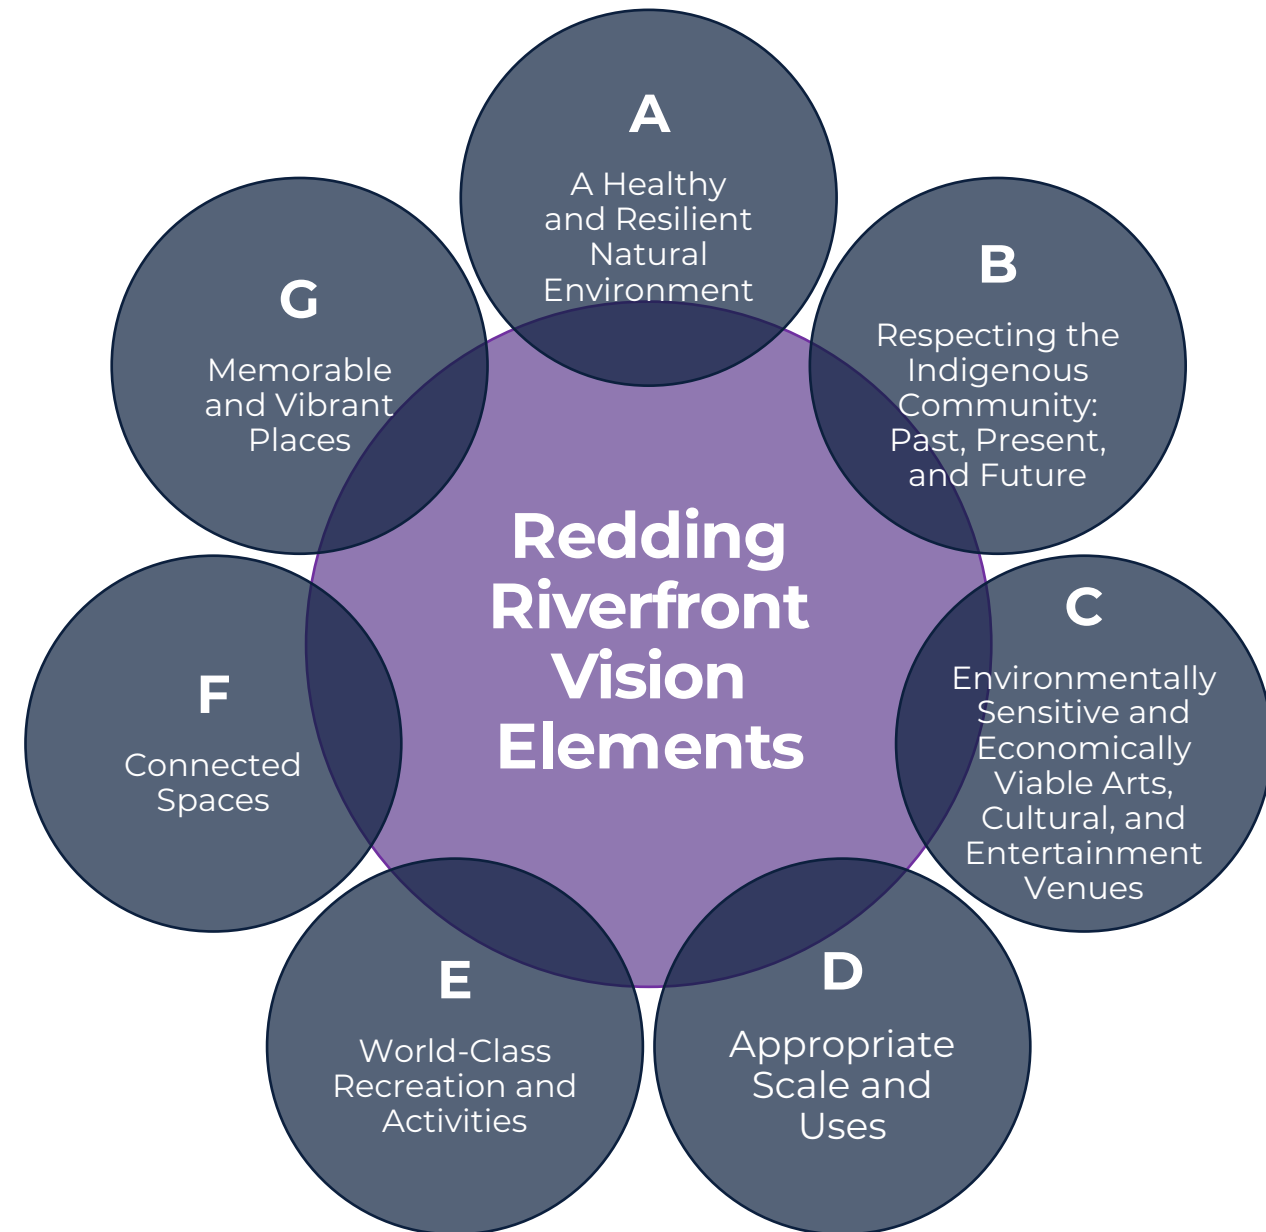 A
A Healthy
and Resilient
Natural
Environment
B
Respecting the
Indigenous
Community:
Past, Present,
and Future
C
Environmentally
Sensitive and
Economically
Viable Arts,
Cultural, and
Entertainment
Venues
D
Appropriate
Scale and
Uses
E
World-Class
Recreation and
Activities
F
Connected
Spaces
G
Memorable
and Vibrant
Places
Redding
Riverfront
Vision
Elements